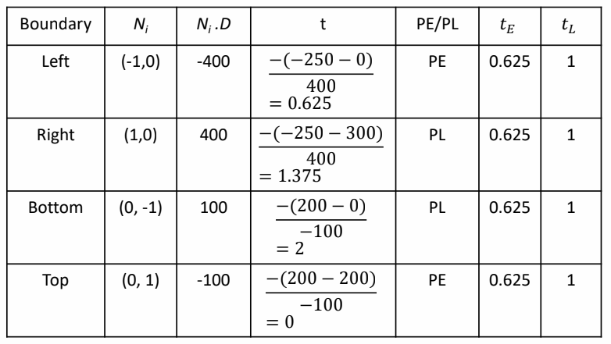 Boundary Nᵢ Nᵢ .D t PE/PL t_E t_L
Left (-1,0) -400 −(−250 − 0) PE 0.625 1
400
= 0.625
Right (1,0) 400 −(−250 − 300) PL 0.625 1
400
= 1.375
Bottom (0, -1) 100 −(200 − 0) PL 0.625 1
−100
= 2
Top (0, 1) -100 −(200 − 200) PE 0.625 1
−100
= 0